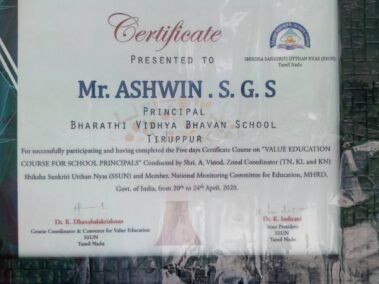 Certificate
SHIKSHA SANSKRITI UTTHAN NYAS (SSUN)
Tamil Nadu
PRESENTED TO
Mr. ASHWIN . S. G. S
PRINCIPAL
BHARATHI VIDHYA BHAVAN SCHOOL
TIRUPPUR
For successfully participating and having completed the Five days Certificate Course on "VALUE EDUCATION
COURSE FOR SCHOOL PRINCIPALS" Conducted by Shri. A. Vinod, Zonal Coordinator (TN, KL and KN)
Shiksha Sankriti Utthan Nyas (SSUN) and Member, National Monitoring Committee for Education, MHRD,
Govt. of India, from 20th to 24th April, 2020.
Dr. K. Dhanabalakrishnan
Course Coordinator & Convenor for Value Education
SSUN
Tamil Nadu
Dr. K. Indirani
State President
SSUN
Tamil Nadu